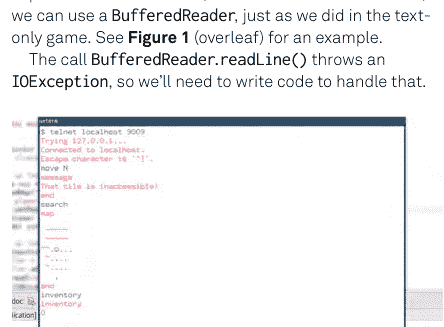 we can use a BufferedReader, just as we did in the text-
only game. See Figure 1 (overleaf) for an example.
The call BufferedReader.readLine() throws an
IOException, so we'll need to write code to handle that.
$ telnet localhost 9009
Trying 127.0.0.1...
Connected to localhost.
Escape character is '^]'.
move N
message
That tile is inaccessible!
end
search
map
end
inventory
inventory
0
doc
ication]